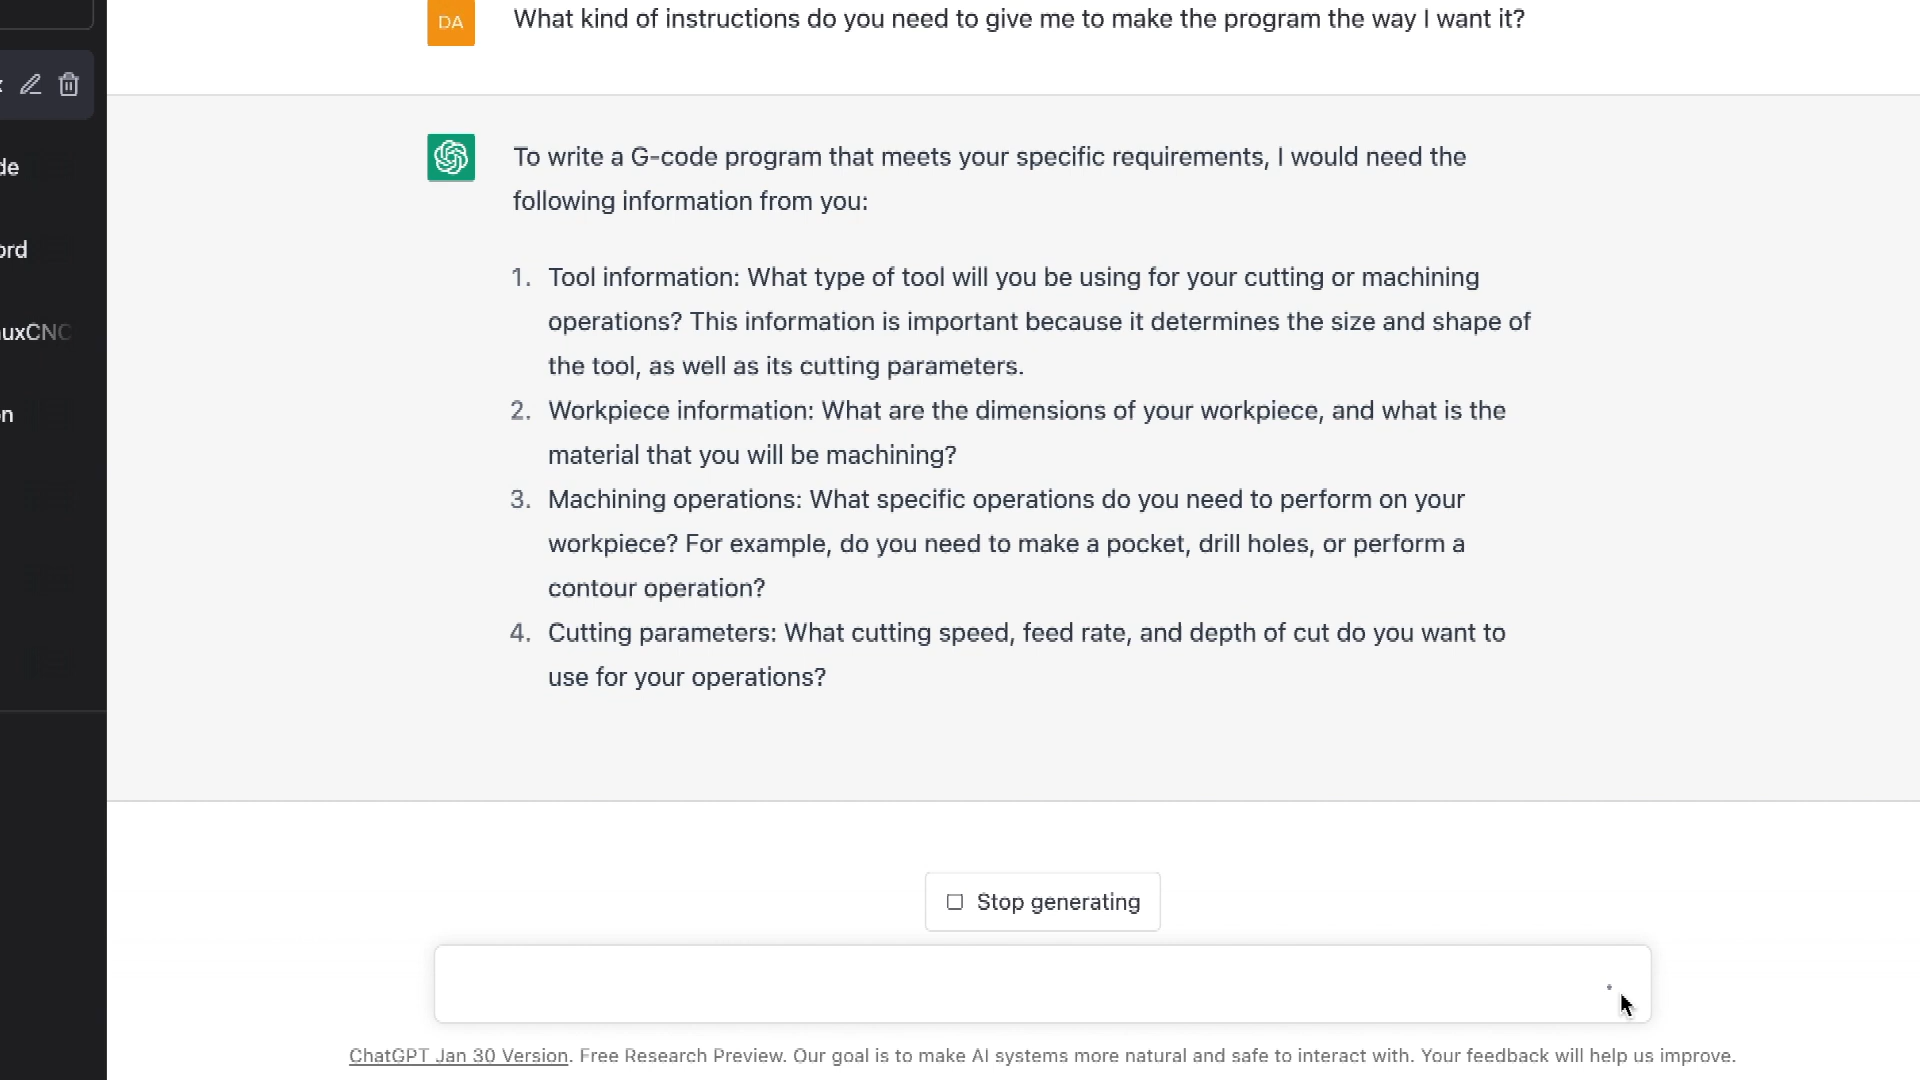 DA
What kind of instructions do you need to give me to make the program the way I want it?
de
ord
uxCNC
on
To write a G-code program that meets your specific requirements, I would need the
following information from you:
1. Tool information: What type of tool will you be using for your cutting or machining
operations? This information is important because it determines the size and shape of
the tool, as well as its cutting parameters.
2. Workpiece information: What are the dimensions of your workpiece, and what is the
material that you will be machining?
3. Machining operations: What specific operations do you need to perform on your
workpiece? For example, do you need to make a pocket, drill holes, or perform a
contour operation?
4. Cutting parameters: What cutting speed, feed rate, and depth of cut do you want to
use for your operations?
Stop generating
ChatGPT Jan 30 Version. Free Research Preview. Our goal is to make AI systems more natural and safe to interact with. Your feedback will help us improve.